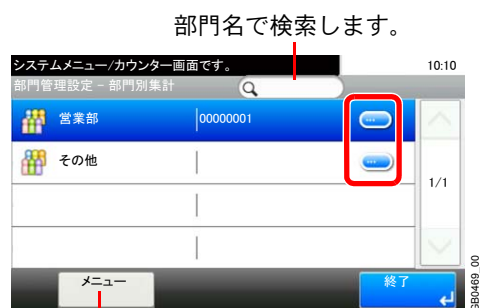 部門名で検索します。
システムメニュー/カウンター画面です。
10:10
部門管理設定 - 部門別集計
営業部 00000001
その他
1/1
メニュー
終了